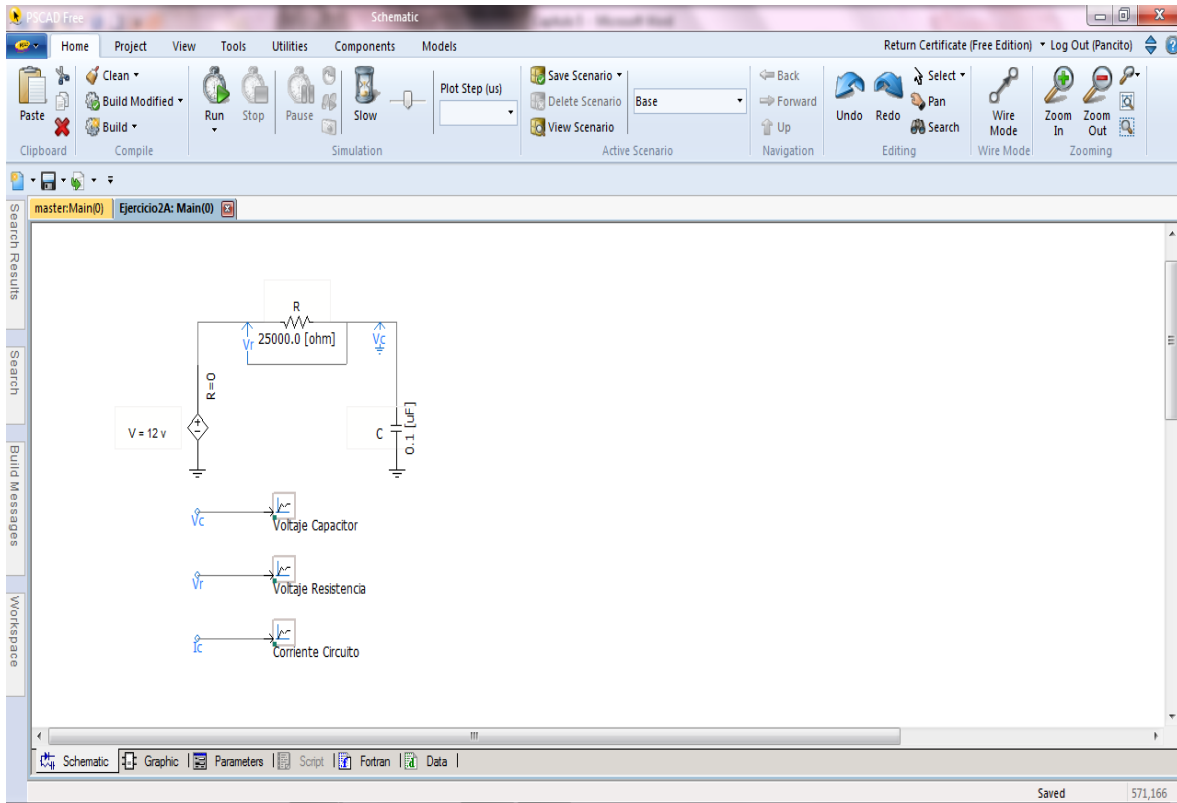 PSCAD Free
Schematic
Home Project View Tools Utilities Components Models
Return Certificate (Free Edition) Log Out (Pancito)
Paste
Clean
Build Modified
Build
Run
Stop
Pause
Slow
Plot Step (us)
Save Scenario
Delete Scenario
View Scenario
Base
Back
Forward
Up
Undo
Redo
Select
Pan
Search
Wire
Mode
Zoom
In
Zoom
Out
Clipboard Compile Simulation Active Scenario Navigation Editing Wire Mode Zooming
master:Main(0) Ejercicio2A: Main(0)
Search Results
Search
Build Messages
Workspace
R
25000.0 [ohm]
Vr
Vc
R=0
V = 12 v
+
-
C
0.1 [uF]
Vc
Voltaje Capacitor
Vr
Voltaje Resistencia
Ic
Corriente Circuito
Schematic Graphic Parameters Script Fortran Data
Saved 571,166